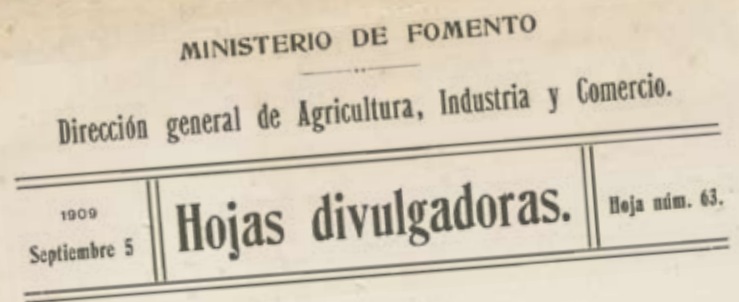 MINISTERIO DE FOMENTO
Dirección general de Agricultura, Industria y Comercio.
1909
Septiembre 5
Hojas divulgadoras.
Hoja núm. 63.